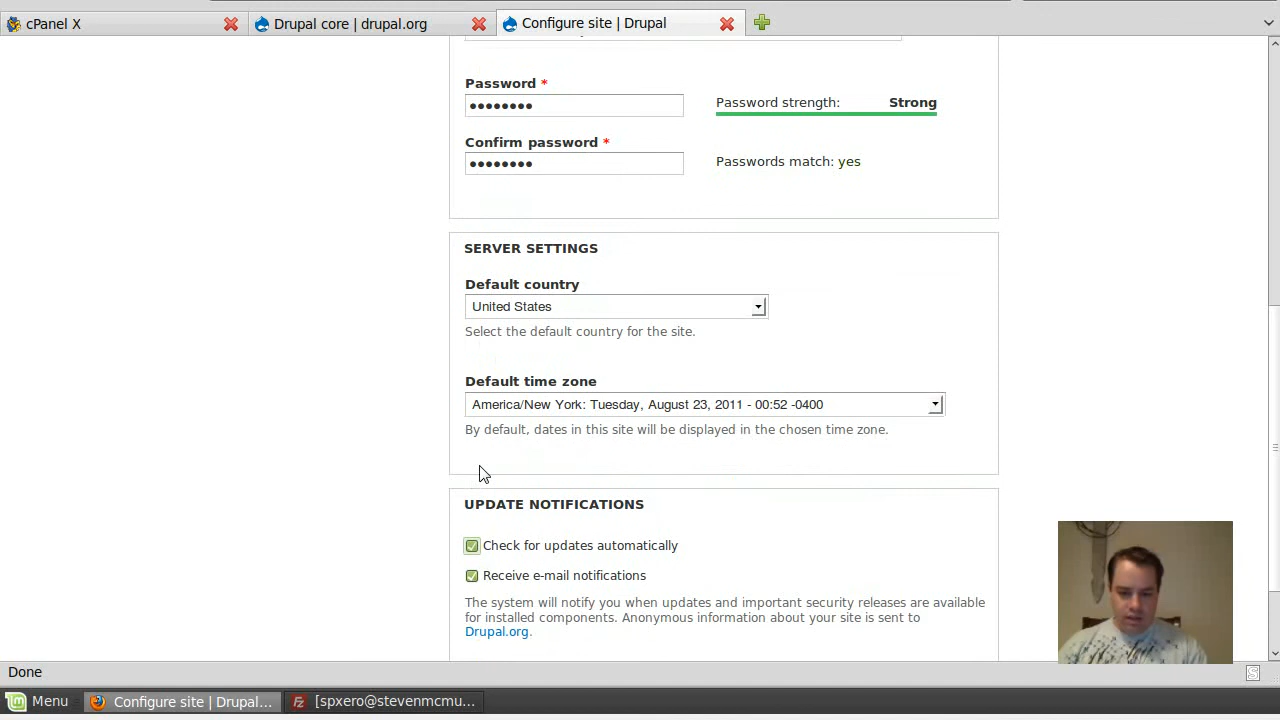 cPanel X
Drupal core | drupal.org
Configure site | Drupal
Password *
••••••••
Password strength: Strong
Confirm password *
••••••••
Passwords match: yes
SERVER SETTINGS
Default country
United States
Select the default country for the site.
Default time zone
America/New York: Tuesday, August 23, 2011 - 00:52 -0400
By default, dates in this site will be displayed in the chosen time zone.
UPDATE NOTIFICATIONS
Check for updates automatically
Receive e-mail notifications
The system will notify you when updates and important security releases are available
for installed components. Anonymous information about your site is sent to
Drupal.org.
Done
Menu
Configure site | Drupal...
[spxero@stevenmcmu...